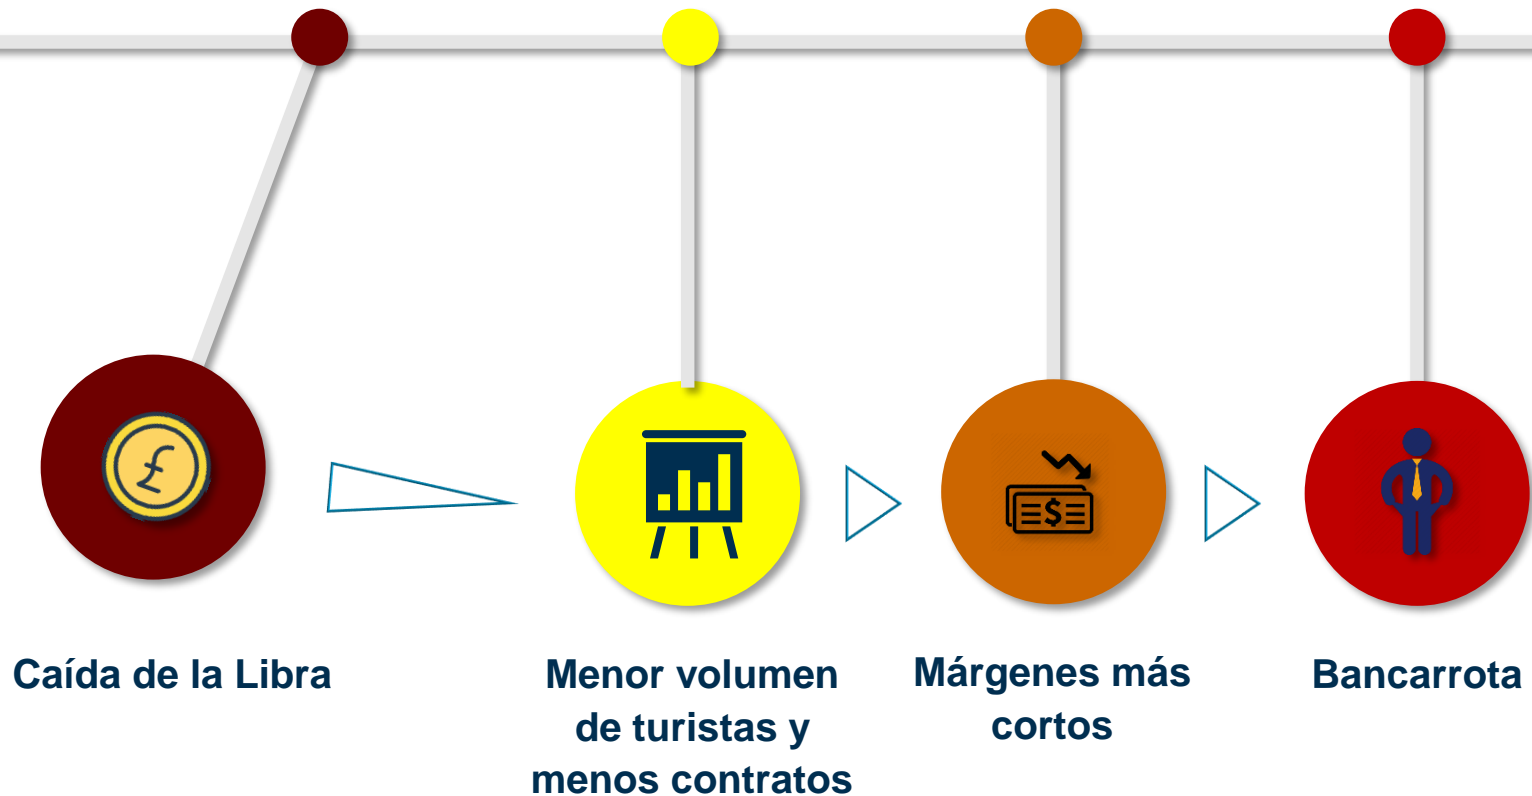 £
$
Caída de la Libra
Menor volumen
de turistas y
menos contratos
Márgenes más
cortos
Bancarrota